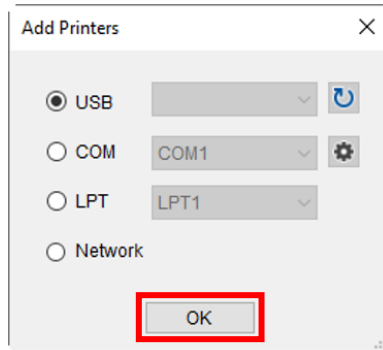 Add Printers
USB
COM COM1
LPT LPT1
Network
OK